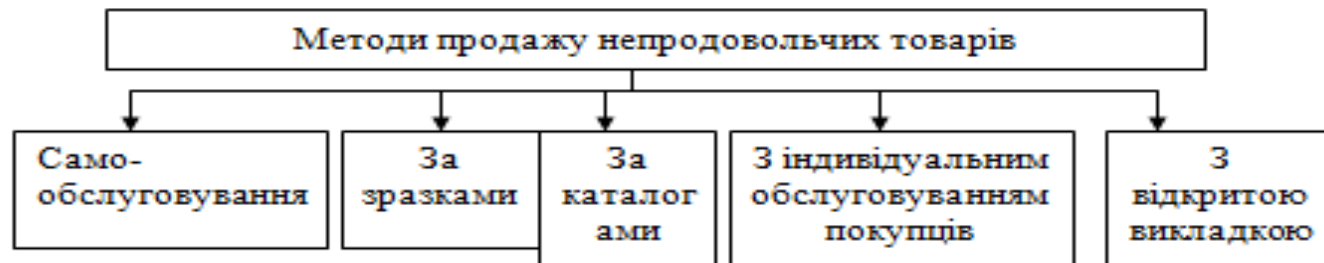 Методи продажу непродовольчих товарів
Само-
обслуговування
За
зразками
За
каталог
ами
З індивідуальним
обслуговуванням
покупців
З
відкритою
викладкою